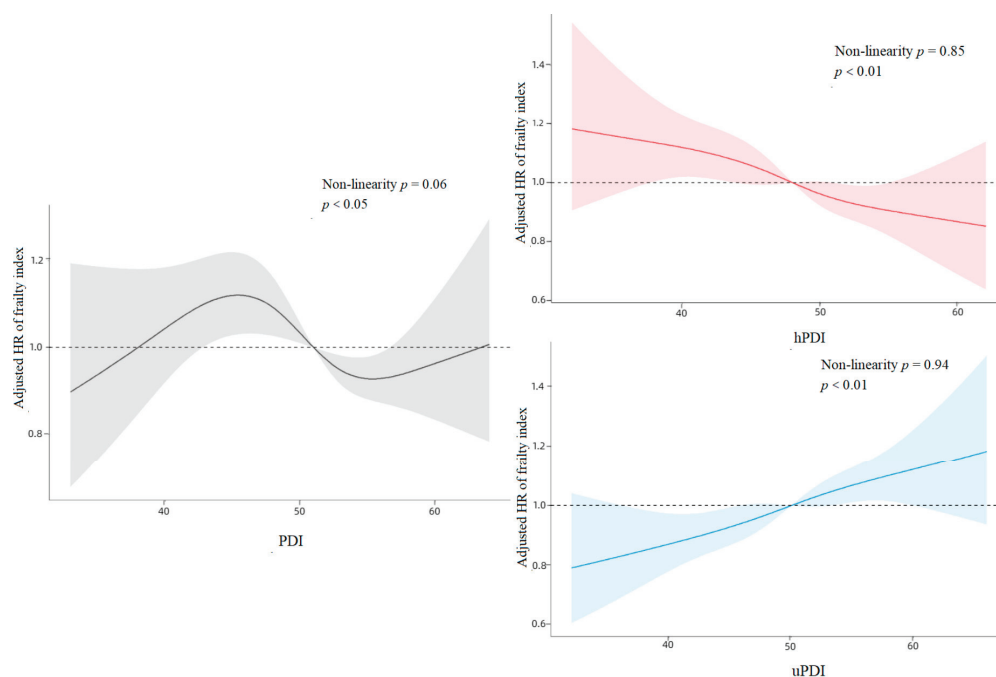 Adjusted HR of frailty index
Non-linearity p = 0.06
p < 0.05
1.2
1.0
0.8
40
50
60
PDI
Adjusted HR of frailty index
Non-linearity p = 0.85
p < 0.01
1.4
1.2
1.0
0.8
0.6
40
50
60
hPDI
Adjusted HR of frailty index
Non-linearity p = 0.94
p < 0.01
1.4
1.2
1.0
0.8
0.6
40
50
60
uPDI